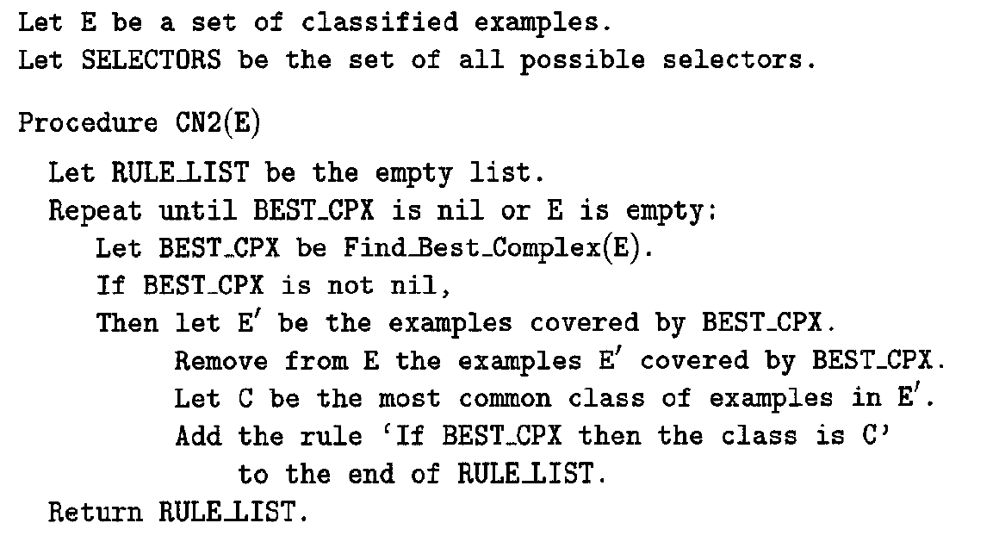 Let E be a set of classified examples.
Let SELECTORS be the set of all possible selectors.
Procedure CN2(E)
Let RULE_LIST be the empty list.
Repeat until BEST_CPX is nil or E is empty:
Let BEST_CPX be Find_Best_Complex(E).
If BEST_CPX is not nil,
Then let E′ be the examples covered by BEST_CPX.
Remove from E the examples E′ covered by BEST_CPX.
Let C be the most common class of examples in E′.
Add the rule ‘If BEST_CPX then the class is C’
to the end of RULE_LIST.
Return RULE_LIST.